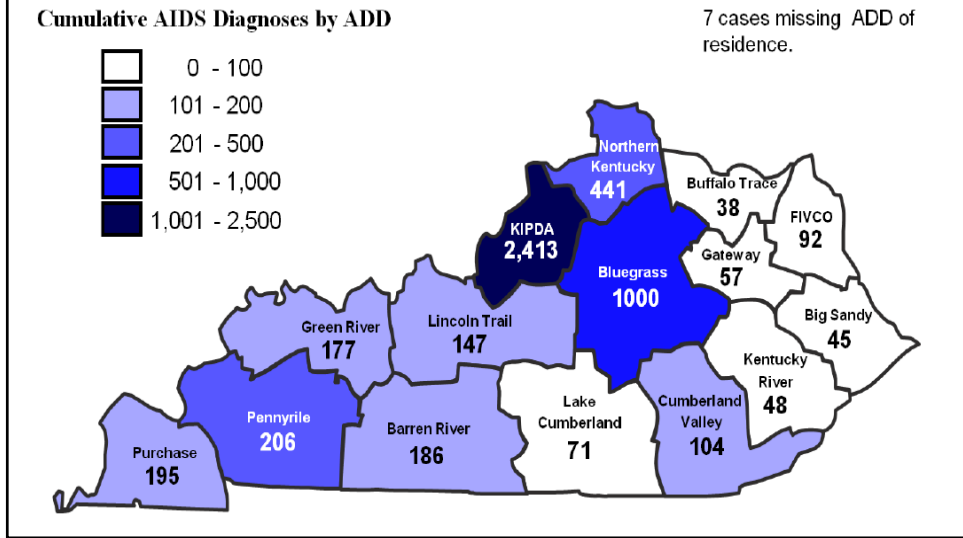 Cumulative AIDS Diagnoses by ADD
7 cases missing ADD of
residence.
0 - 100
101 - 200
201 - 500
501 - 1,000
1,001 - 2,500
Northern
Kentucky
441
Buffalo Trace
38
FIVCO
92
KIPDA
2,413
Gateway
57
Bluegrass
1000
Big Sandy
45
Green River
177
Lincoln Trail
147
Kentucky
River
48
Pennyrile
206
Barren River
186
Lake
Cumberland
71
Cumberland
Valley
104
Purchase
195